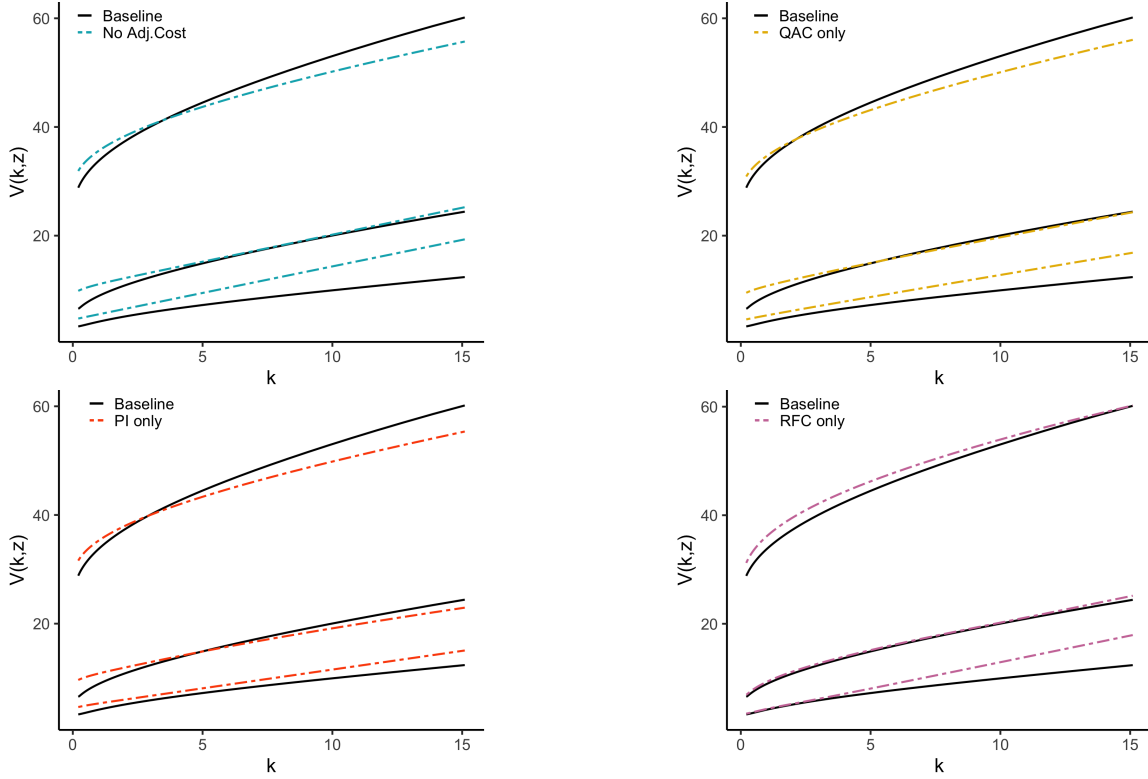 Baseline
No Adj.Cost
60
40
20
V(k,z)
0 5 10 15
k
Baseline
QAC only
60
40
20
V(k,z)
0 5 10 15
k
Baseline
PI only
60
40
20
V(k,z)
0 5 10 15
k
Baseline
RFC only
60
40
20
V(k,z)
0 5 10 15
k